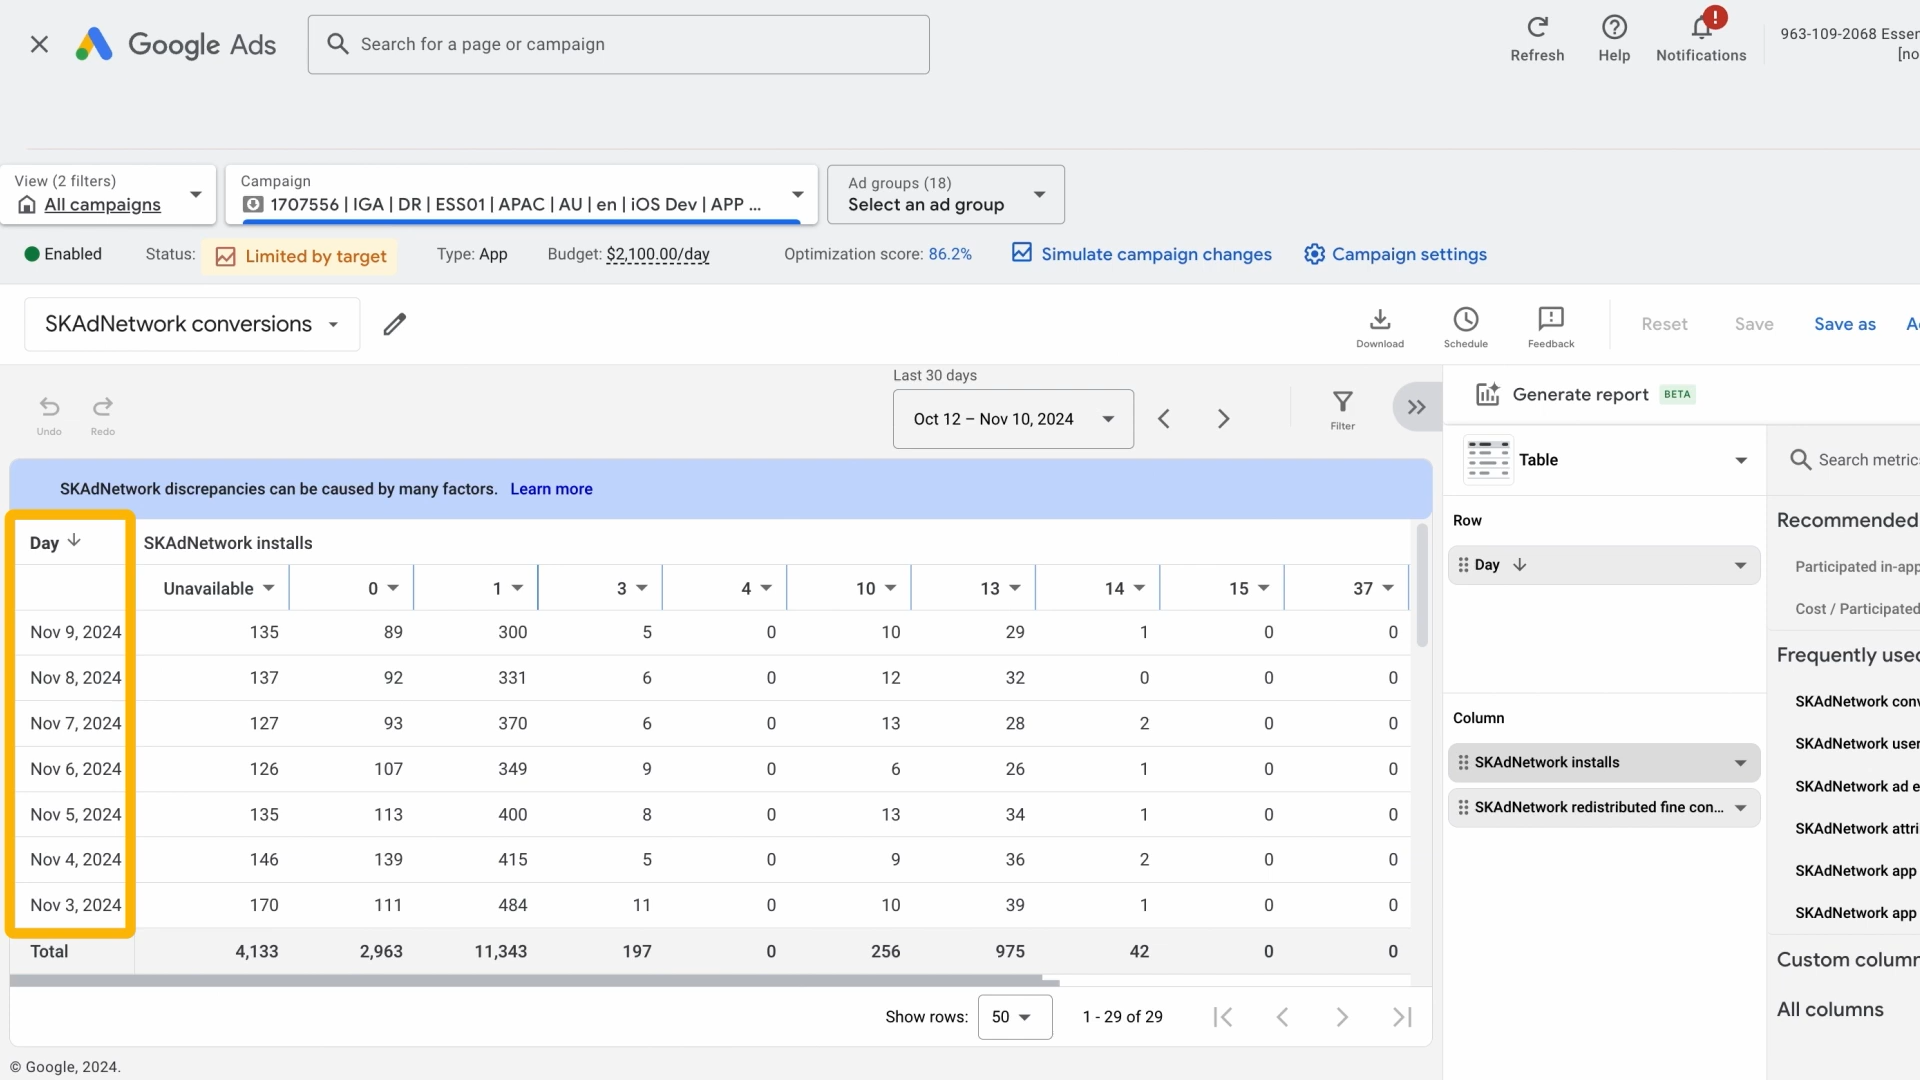 Google Ads
Search for a page or campaign
Refresh
Help
!
Notifications
963-109-2068 Essen
[no
View (2 filters)
All campaigns
Campaign
1707556 | IGA | DR | ESS01 | APAC | AU | en | iOS Dev | APP ...
Ad groups (18)
Select an ad group
Enabled
Status: Limited by target
Type: App
Budget: $2,100.00/day
Optimization score: 86.2%
Simulate campaign changes
Campaign settings
SKAdNetwork conversions
Download
Schedule
Feedback
Reset
Save
Save as
Undo
Redo
Last 30 days
Oct 12 – Nov 10, 2024
Filter
Generate report BETA
SKAdNetwork discrepancies can be caused by many factors. Learn more
Day SKAdNetwork installs
Unavailable 0 1 3 4 10 13 14 15 37
Nov 9, 2024 135 89 300 5 0 10 29 1 0 0
Nov 8, 2024 137 92 331 6 0 12 32 0 0 0
Nov 7, 2024 127 93 370 6 0 13 28 2 0 0
Nov 6, 2024 126 107 349 9 0 6 26 1 0 0
Nov 5, 2024 135 113 400 8 0 13 34 1 0 0
Nov 4, 2024 146 139 415 5 0 9 36 2 0 0
Nov 3, 2024 170 111 484 11 0 10 39 1 0 0
Total 4,133 2,963 11,343 197 0 256 975 42 0 0
Show rows: 50 1 - 29 of 29
Table
Row
Day
Column
SKAdNetwork installs
SKAdNetwork redistributed fine con...
Search metrics
Recommended
Participated in-app
Cost / Participated
Frequently used
SKAdNetwork conv
SKAdNetwork user
SKAdNetwork ad e
SKAdNetwork attri
SKAdNetwork app
SKAdNetwork app
Custom column
All columns
© Google, 2024.